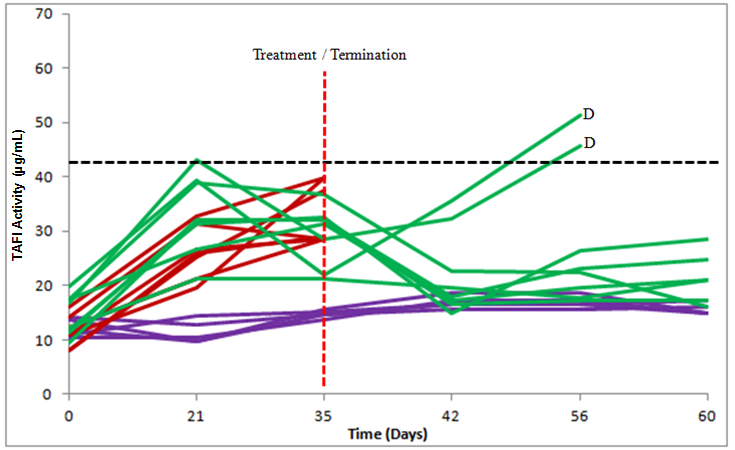 70
60
Treatment / Termination
50
D
D
40
30
20
10
0
TAFI Activity (µg/mL)
0 21 35 42 56 60
Time (Days)